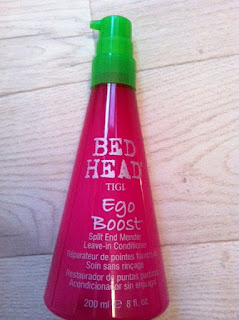 BED
HEAD
TIGI
Ego
Boost
Split End Mender
Leave-in Conditioner
Réparateur de pointes fourchues
Soin sans rinçage
Restaurador de puntas partidas
Acondicionador sin enjuague
200 ml e 8 fl. oz